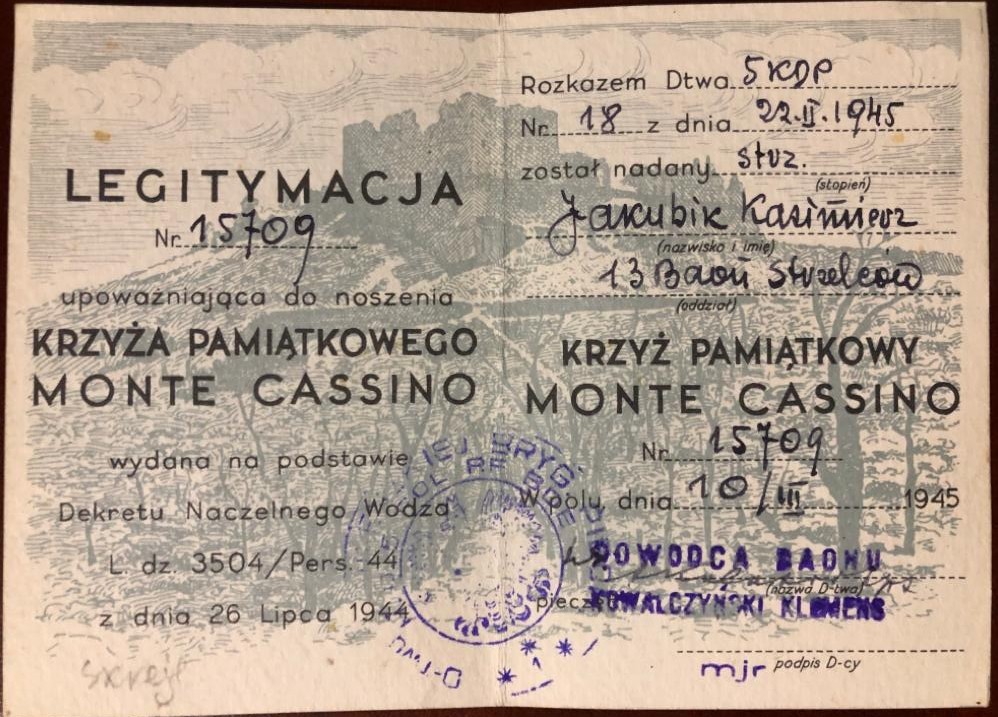 LEGITYMACJA
Nr. 15709
upoważniająca do noszenia
KRZYŻA PAMIĄTKOWEGO
MONTE CASSINO
wydana na podstawie
Dekretu Naczelnego Wodza
L. dz. 3504/Pers. 44
z dnia 26 Lipca 1944
Rozkazem Dtwa 5KDP
Nr. 18 z dnia 22.II.1945
został nadany strz.
(stopień)
Jakubik Kazimierz
(nazwisko i imię)
13 Baon Strzelców
(oddział)
KRZYŻ PAMIĄTKOWY
MONTE CASSINO
Nr. 15709
W polu, dnia 10/III 1945
DOWÓDCA BAONU
(nazwa D-twa)
KOWALCZYŃSKI KLEMENS
mjr podpis D-cy